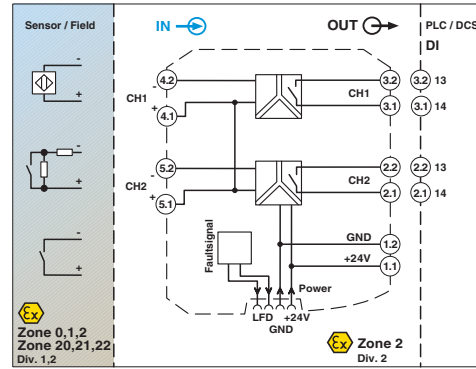 Sensor / Field
IN
OUT
PLC / DCS
DI
-
+
4.2
-
CH1
+
4.1
3.2
CH1
3.1
3.2 13
3.1 14
-
+
5.2
-
CH2
+
5.1
2.2
CH2
2.1
2.2 13
2.1 14
-
+
Faultsignal
GND
1.2
+24V
1.1
Power
LFD +24V
GND
Ex
Zone 0,1,2
Zone 20,21,22
Div. 1,2
Ex
Zone 2
Div. 2